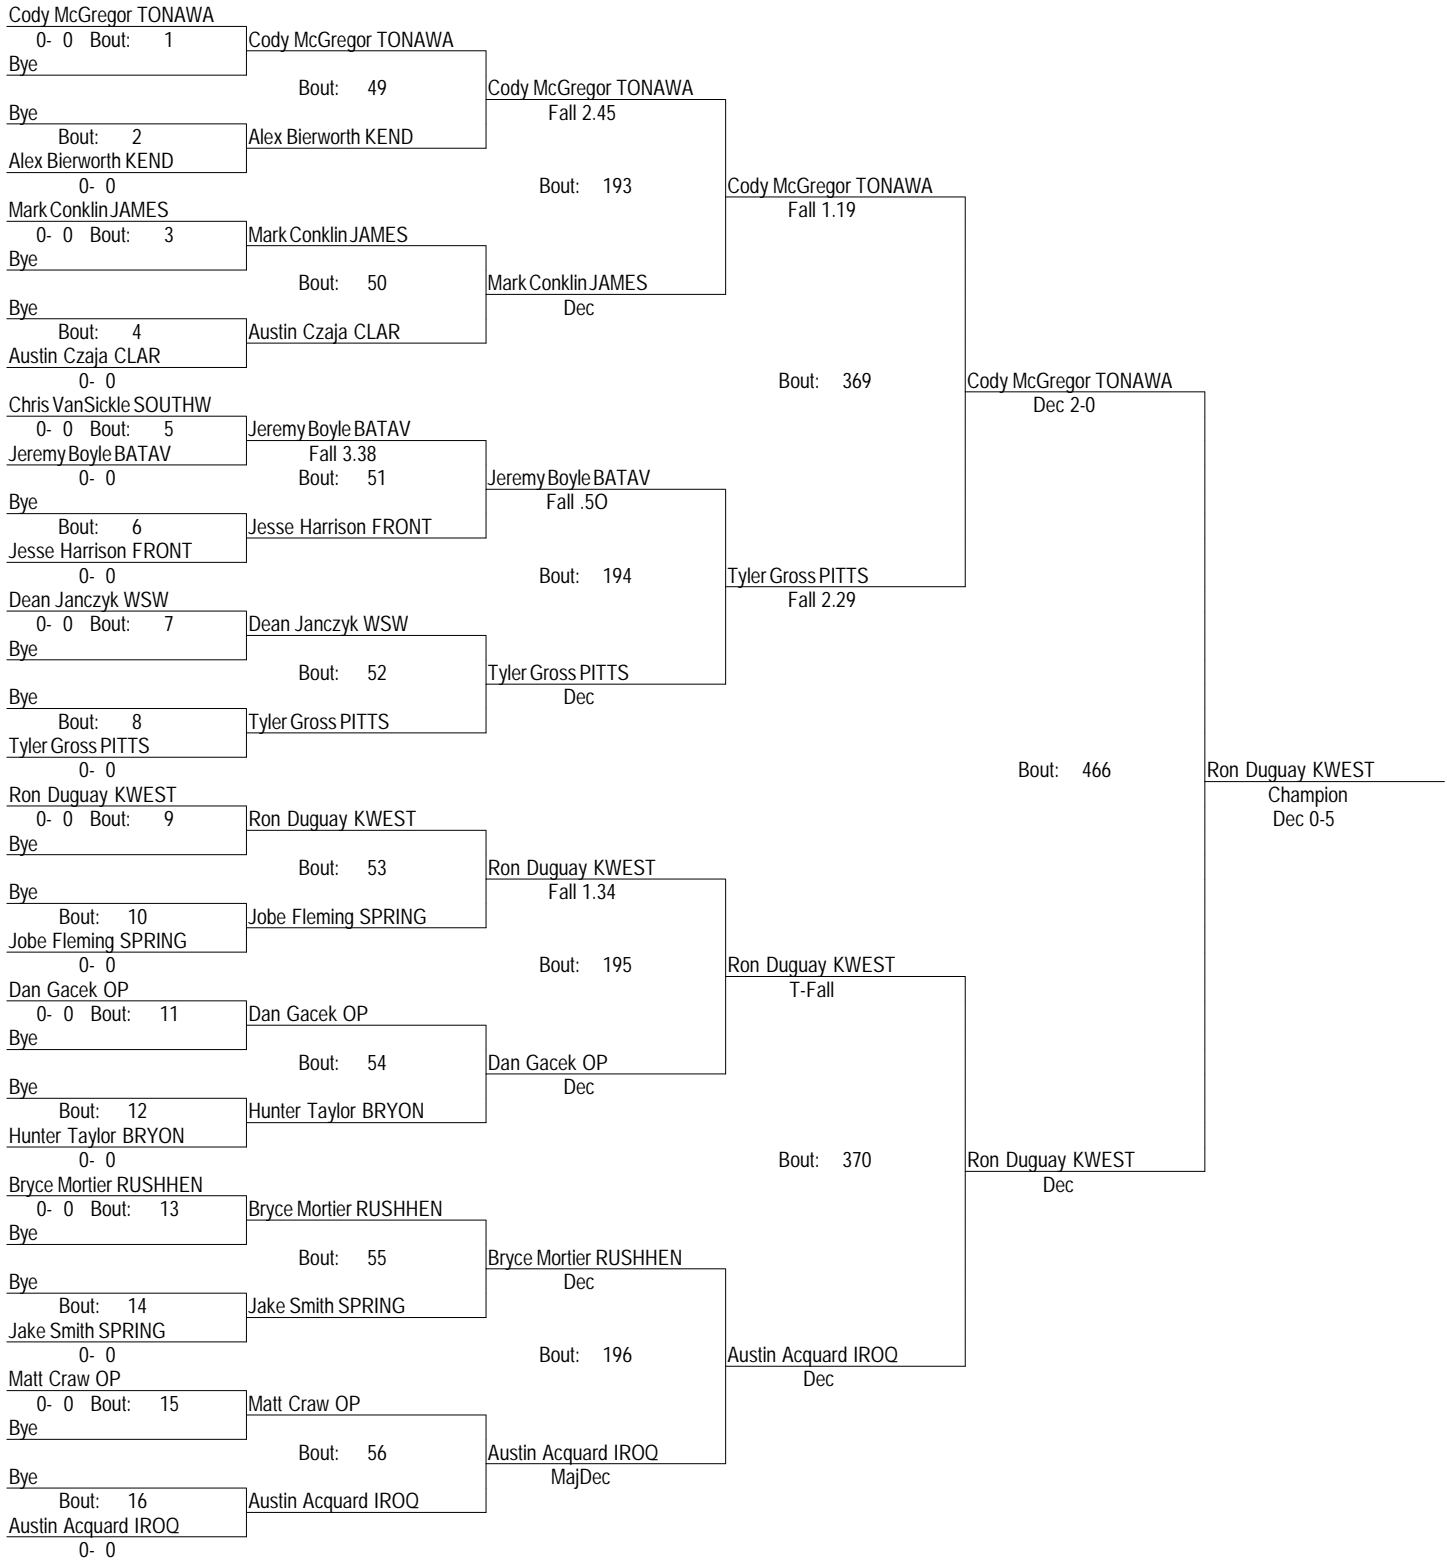 Cody McGregor TONAWA
0- 0 Bout: 1
Cody McGregor TONAWA
Bye
Bout: 49
Cody McGregor TONAWA
Bye
Fall 2.45
Bout: 2
Alex Bierworth KEND
Alex Bierworth KEND
0- 0
Bout: 193
Cody McGregor TONAWA
Mark Conklin JAMES
Fall 1.19
0- 0 Bout: 3
Mark Conklin JAMES
Bye
Bout: 50
Mark Conklin JAMES
Bye
Dec
Bout: 4
Austin Czaja CLAR
Austin Czaja CLAR
0- 0
Bout: 369
Cody McGregor TONAWA
Chris VanSickle SOUTHW
Dec 2-0
0- 0 Bout: 5
Jeremy Boyle BATAV
Jeremy Boyle BATAV
Fall 3.38
0- 0
Bout: 51
Jeremy Boyle BATAV
Bye
Fall .5O
Bout: 6
Jesse Harrison FRONT
Jesse Harrison FRONT
0- 0
Bout: 194
Tyler Gross PITTS
Dean Janczyk WSW
Fall 2.29
0- 0 Bout: 7
Dean Janczyk WSW
Bye
Bout: 52
Tyler Gross PITTS
Bye
Dec
Bout: 8
Tyler Gross PITTS
Tyler Gross PITTS
0- 0
Bout: 466
Ron Duguay KWEST
Ron Duguay KWEST
Champion
0- 0 Bout: 9
Ron Duguay KWEST
Dec 0-5
Bye
Bout: 53
Ron Duguay KWEST
Bye
Fall 1.34
Bout: 10
Jobe Fleming SPRING
Jobe Fleming SPRING
0- 0
Bout: 195
Ron Duguay KWEST
Dan Gacek OP
T-Fall
0- 0 Bout: 11
Dan Gacek OP
Bye
Bout: 54
Dan Gacek OP
Bye
Dec
Bout: 12
Hunter Taylor BRYON
Hunter Taylor BRYON
0- 0
Bout: 370
Ron Duguay KWEST
Bryce Mortier RUSHHEN
Dec
0- 0 Bout: 13
Bryce Mortier RUSHHEN
Bye
Bout: 55
Bryce Mortier RUSHHEN
Bye
Dec
Bout: 14
Jake Smith SPRING
Jake Smith SPRING
0- 0
Bout: 196
Austin Acquard IROQ
Matt Craw OP
Dec
0- 0 Bout: 15
Matt Craw OP
Bye
Bout: 56
Austin Acquard IROQ
Bye
MajDec
Bout: 16
Austin Acquard IROQ
Austin Acquard IROQ
0- 0